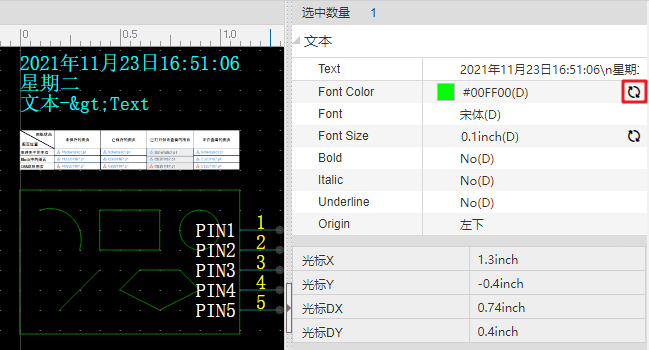 选中数量 1
0 0.5 1.0
2021年11月23日16:51:06
星期二
文本-&gt;Text
PIN1 1
PIN2 2
PIN3 3
PIN4 4
PIN5 5
文本
Text 2021年11月23日16:51:06\n星期二
Font Color #00FF00(D)
Font 宋体(D)
Font Size 0.1inch(D)
Bold No(D)
Italic No(D)
Underline No(D)
Origin 左下
光标X 1.3inch
光标Y -0.4inch
光标DX 0.74inch
光标DY 0.4inch